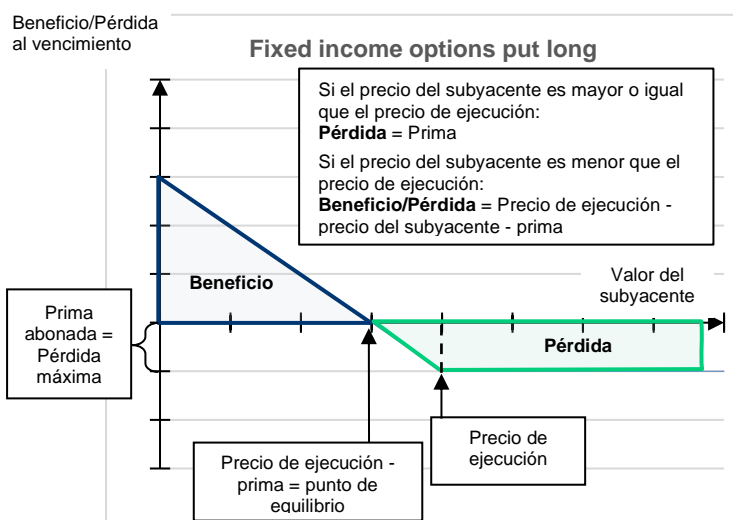 Beneficio/Pérdida
al vencimiento
Fixed income options put long
Si el precio del subyacente es mayor o igual
que el precio de ejecución:
Pérdida = Prima
Si el precio del subyacente es menor que el
precio de ejecución:
Beneficio/Pérdida = Precio de ejecución -
precio del subyacente - prima
Beneficio
Valor del
subyacente
Prima
abonada =
Pérdida
máxima
Pérdida
Precio de
ejecución
Precio de ejecución -
prima = punto de
equilibrio